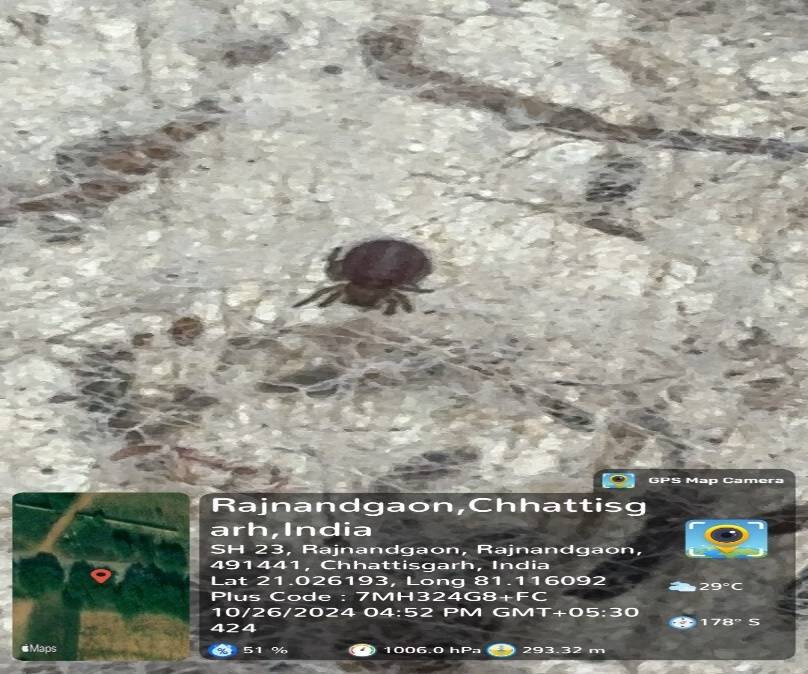 GPS Map Camera
Rajnandgaon,Chhattisg
arh,India
SH 23, Rajnandgaon, Rajnandgaon,
491441, Chhattisgarh, India
Lat 21.026193, Long 81.116092
Plus Code : 7MH324G8+FC
10/26/2024 04:52 PM GMT+05:30
424
29°C
178° S
Maps
51 %
1006.0 hPa
293.32 m